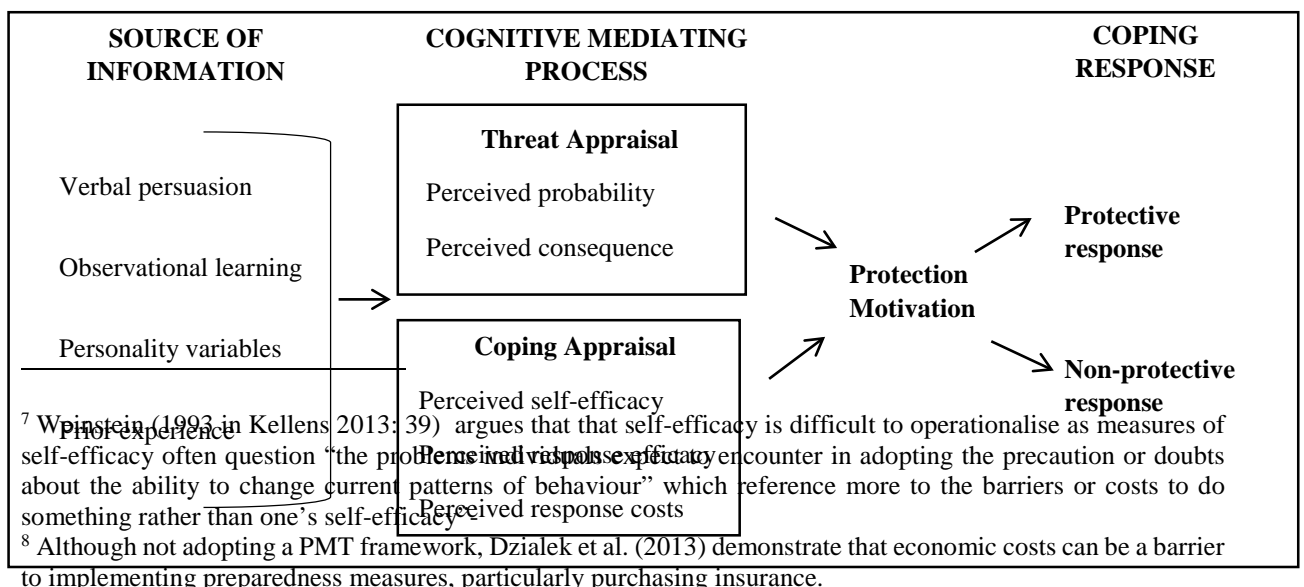 SOURCE OF
INFORMATION
COGNITIVE MEDIATING
PROCESS
COPING
RESPONSE
Verbal persuasion
Observational learning
Personality variables
Prior experience
Threat Appraisal
Perceived probability
Perceived consequence
Coping Appraisal
Perceived self-efficacy
Perceived response efficacy
Perceived response costs
Protection
Motivation
Protective
response
Non-protective
response
7 Weinstein (1993 in Kellens 2013: 39) argues that that self-efficacy is difficult to operationalise as measures of
self-efficacy often question “the problems individuals expect to encounter in adopting the precaution or doubts
about the ability to change current patterns of behaviour” which reference more to the barriers or costs to do
something rather than one’s self-efficacy”-
8 Although not adopting a PMT framework, Dzialek et al. (2013) demonstrate that economic costs can be a barrier
to implementing preparedness measures, particularly purchasing insurance.